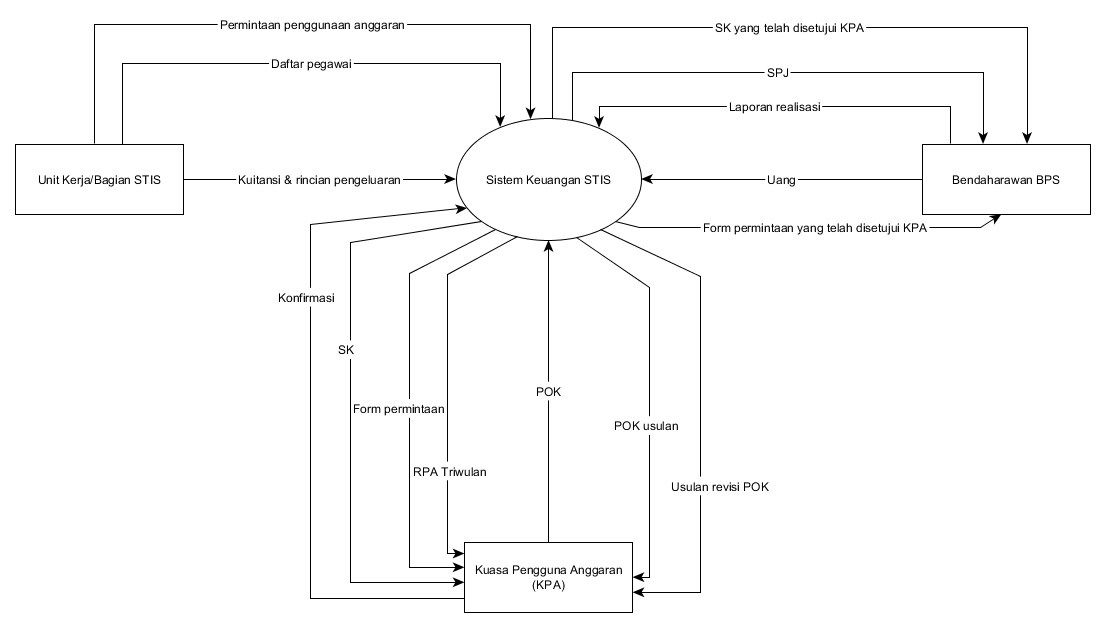 Permintaan penggunaan anggaran
SK yang telah disetujui KPA
Daftar pegawai
SPJ
Laporan realisasi
Unit Kerja/Bagian STIS
Kuitansi & rincian pengeluaran
Sistem Keuangan STIS
Uang
Bendaharawan BPS
Form permintaan yang telah disetujui KPA
Konfirmasi
SK
POK
Form permintaan
POK usulan
RPA Triwulan
Usulan revisi POK
Kuasa Pengguna Anggaran
(KPA)